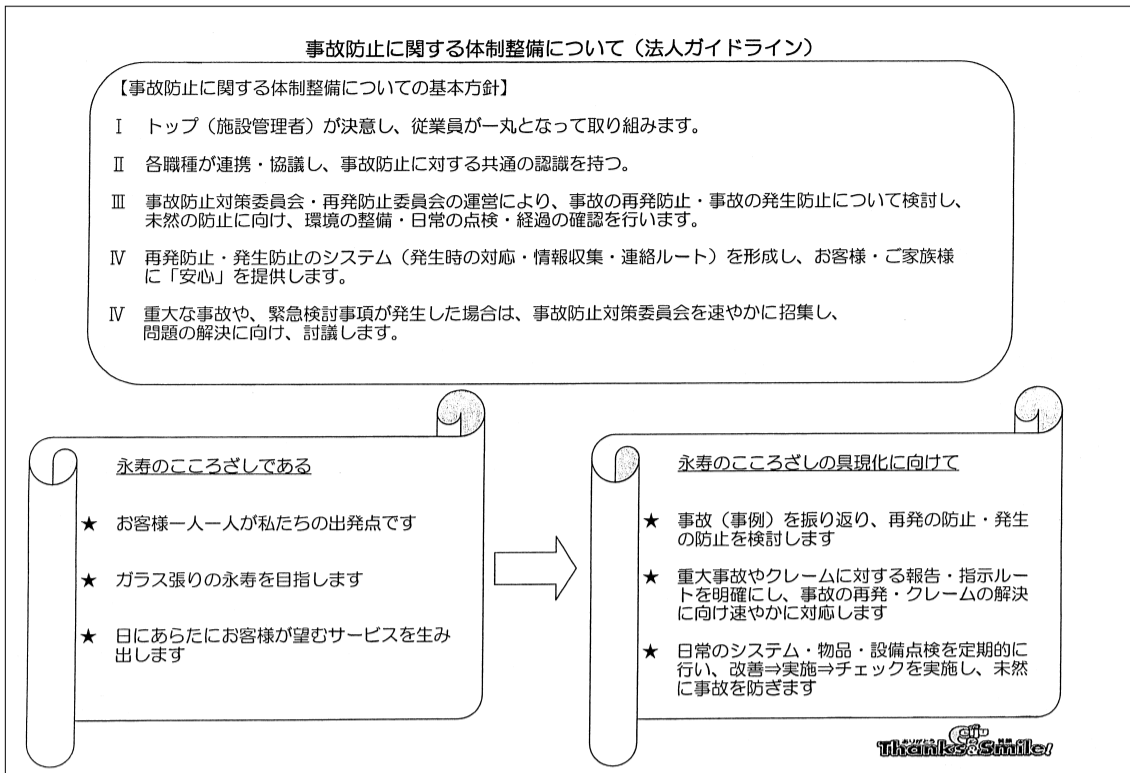 事故防止に関する体制整備について(法人ガイドライン)
【事故防止に関する体制整備についての基本方針】
Ⅰ トップ(施設管理者)が決意し、従業員が一丸となって取り組みます。
Ⅱ 各職種が連携・協議し、事故防止に対する共通の認識を持つ。
Ⅲ 事故防止対策委員会・再発防止委員会の運営により、事故の再発防止・事故の発生防止について検討し、
未然の防止に向け、環境の整備・日常の点検・経過の確認を行います。
Ⅳ 再発防止・発生防止のシステム(発生時の対応・情報収集・連絡ルート)を形成し、お客様・ご家族様
に「安心」を提供します。
Ⅳ 重大な事故や、緊急検討事項が発生した場合は、事故防止対策委員会を速やかに招集し、
問題の解決に向け、討議します。
永寿のこころざしである
★ お客様一人一人が私たちの出発点です
★ ガラス張りの永寿を目指します
★ 日にあらたにお客様が望むサービスを生み
出します
永寿のこころざしの具現化に向けて
★ 事故(事例)を振り返り、再発の防止・発生
の防止を検討します
★ 重大事故やクレームに対する報告・指示ルー
トを明確にし、事故の再発・クレームの解決
に向け速やかに対応します
★ 日常のシステム・物品・設備点検を定期的に
行い、改善⇒実施⇒チェックを実施し、未然
に事故を防ぎます
Eiju
ありがとう 笑顔
Thanks&Smile!